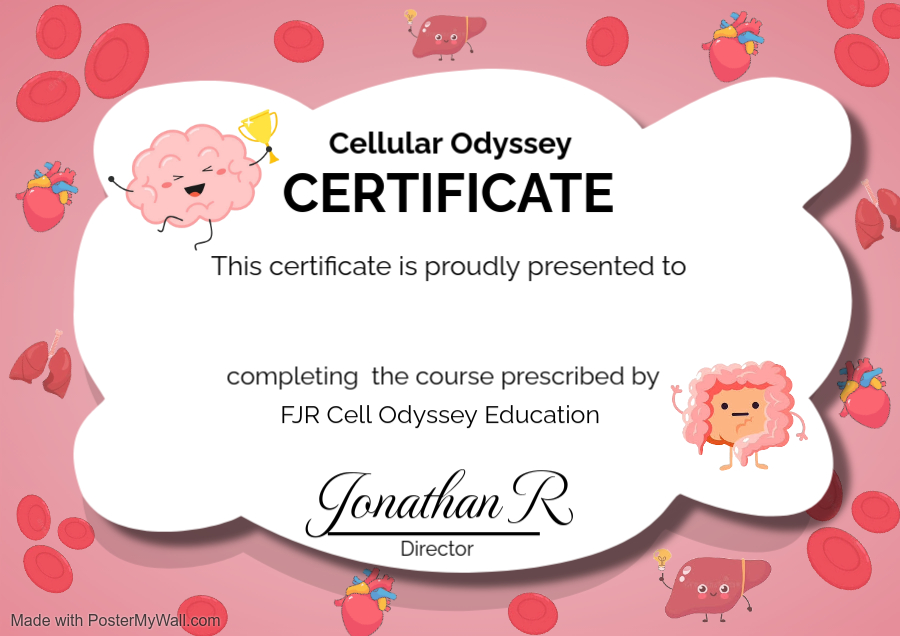 Cellular Odyssey
CERTIFICATE
This certificate is proudly presented to
completing the course prescribed by
FJR Cell Odyssey Education
Jonathan R
Director
Made with PosterMyWall.com